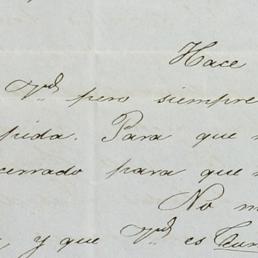 Hace
Vd. pero siempre
pida. Para que
cerrado para que
No m
, y que Vd. es